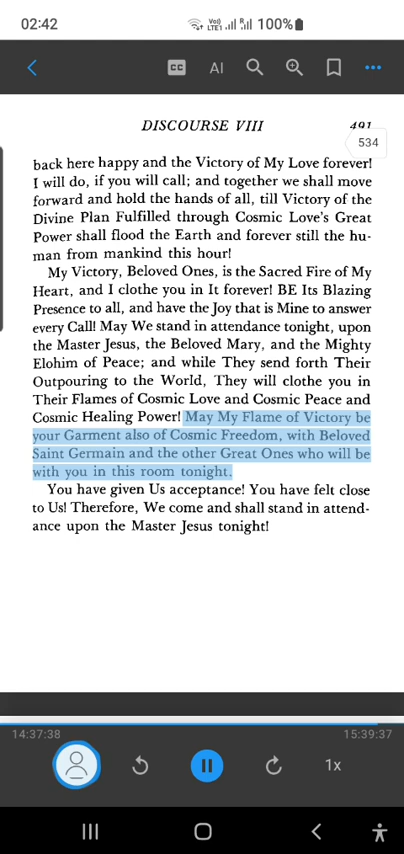 02:42
Vo))
LTE1
R
100%
CC
AI
DISCOURSE VIII 491
534
back here happy and the Victory of My Love forever!
I will do, if you will call; and together we shall move
forward and hold the hands of all, till Victory of the
Divine Plan Fulfilled through Cosmic Love's Great
Power shall flood the Earth and forever still the hu-
man from mankind this hour!
My Victory, Beloved Ones, is the Sacred Fire of My
Heart, and I clothe you in It forever! BE Its Blazing
Presence to all, and have the Joy that is Mine to answer
every Call! May We stand in attendance tonight, upon
the Master Jesus, the Beloved Mary, and the Mighty
Elohim of Peace; and while They send forth Their
Outpouring to the World, They will clothe you in
Their Flames of Cosmic Love and Cosmic Peace and
Cosmic Healing Power! May My Flame of Victory be
your Garment also of Cosmic Freedom, with Beloved
Saint Germain and the other Great Ones who will be
with you in this room tonight.
You have given Us acceptance! You have felt close
to Us! Therefore, We come and shall stand in attend-
ance upon the Master Jesus tonight!
14:37:38 15:39:37
1x